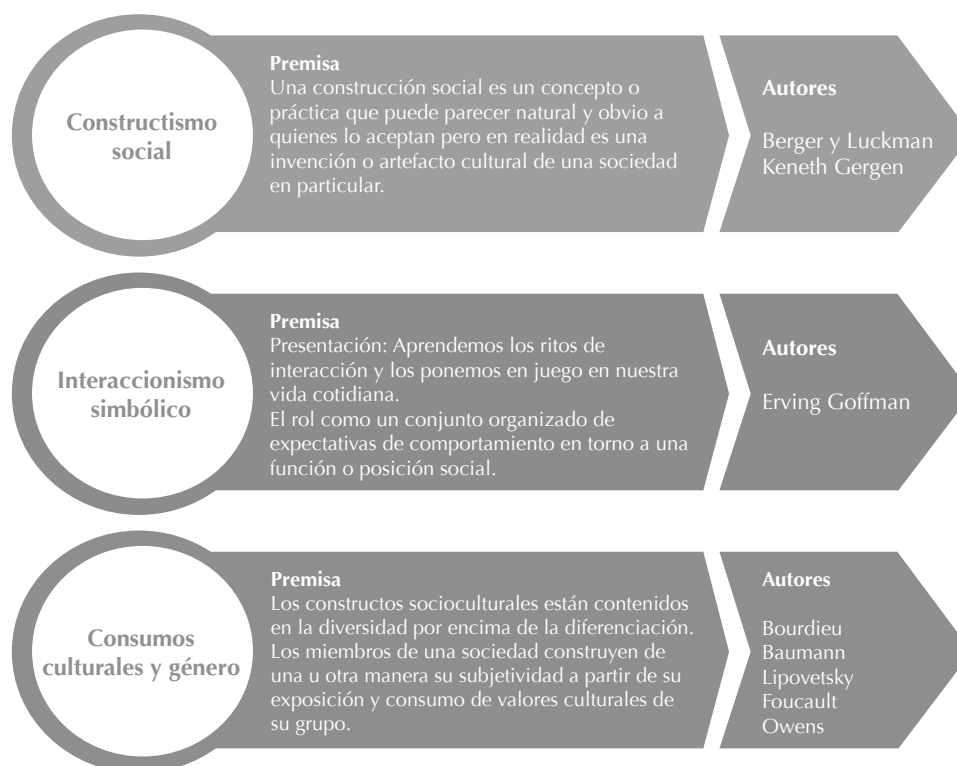 Constructismo
social
Premisa
Una construcción social es un concepto o
práctica que puede parecer natural y obvio a
quienes lo aceptan pero en realidad es una
invención o artefacto cultural de una sociedad
en particular.
Autores
Berger y Luckman
Keneth Gergen
Interaccionismo
simbólico
Premisa
Presentación: Aprendemos los ritos de
interacción y los ponemos en juego en nuestra
vida cotidiana.
El rol como un conjunto organizado de
expectativas de comportamiento en torno a una
función o posición social.
Autores
Erving Goffman
Consumos
culturales y género
Premisa
Los constructos socioculturales están contenidos
en la diversidad por encima de la diferenciación.
Los miembros de una sociedad construyen de
una u otra manera su subjetividad a partir de su
exposición y consumo de valores culturales de
su grupo.
Autores
Bourdieu
Baumann
Lipovetsky
Foucault
Owens